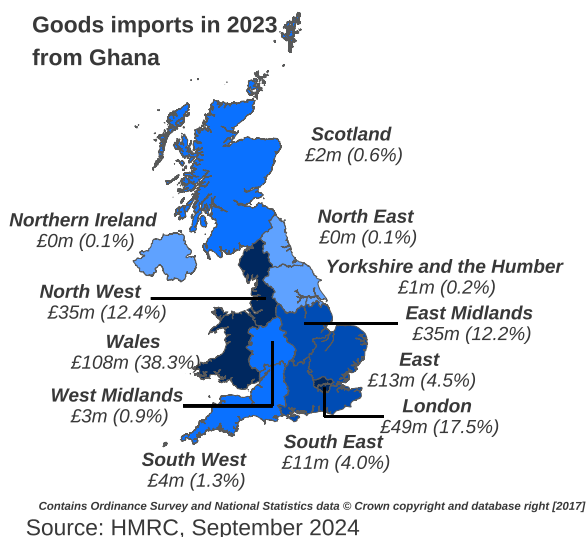 Goods imports in 2023
from Ghana
Scotland
£2m (0.6%)
Northern Ireland
£0m (0.1%)
North East
£0m (0.1%)
Yorkshire and the Humber
£1m (0.2%)
North West
£35m (12.4%)
East Midlands
£35m (12.2%)
Wales
£108m (38.3%)
East
£13m (4.5%)
West Midlands
£3m (0.9%)
London
£49m (17.5%)
South East
£11m (4.0%)
South West
£4m (1.3%)
Contains Ordinance Survey and National Statistics data © Crown copyright and database right [2017]
Source: HMRC, September 2024